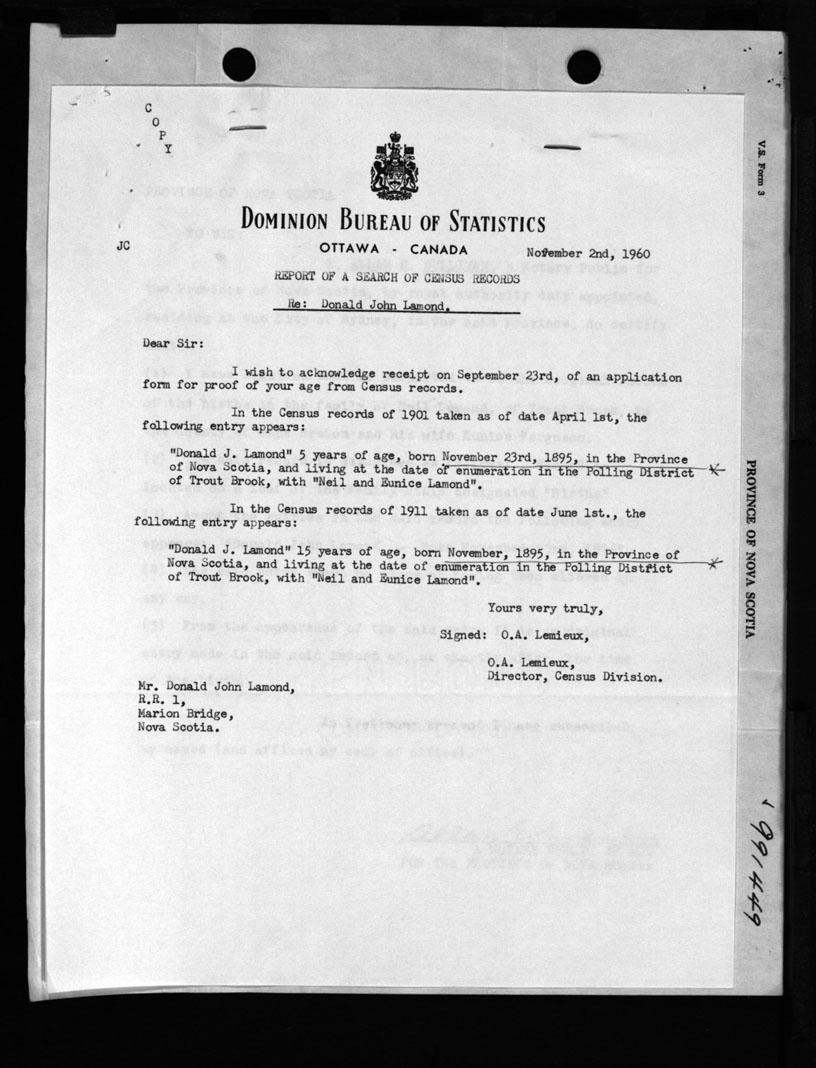 C
O
P
Y
DOMINION BUREAU OF STATISTICS
JC
OTTAWA - CANADA
November 2nd, 1960
REPORT OF A SEARCH OF CENSUS RECORDS
Re: Donald John Lamond.
Dear Sir:
I wish to acknowledge receipt on September 23rd, of an application
form for proof of your age from Census records.
In the Census records of 1901 taken as of date April 1st, the
following entry appears:
"Donald J. Lamond" 5 years of age, born November 23rd, 1895, in the Province
of Nova Scotia, and living at the date of enumeration in the Polling District
of Trout Brook, with "Neil and Eunice Lamond".
In the Census records of 1911 taken as of date June 1st., the
following entry appears:
"Donald J. Lamond" 15 years of age, born November, 1895, in the Province of
Nova Scotia, and living at the date of enumeration in the Polling District
of Trout Brook, with "Neil and Eunice Lamond".
Yours very truly,
Signed: O.A. Lemieux,
O.A. Lemieux,
Director, Census Division.
Mr. Donald John Lamond,
R.R. 1,
Marion Bridge,
Nova Scotia.
V.S. Form 3
PROVINCE OF NOVA SCOTIA
991449